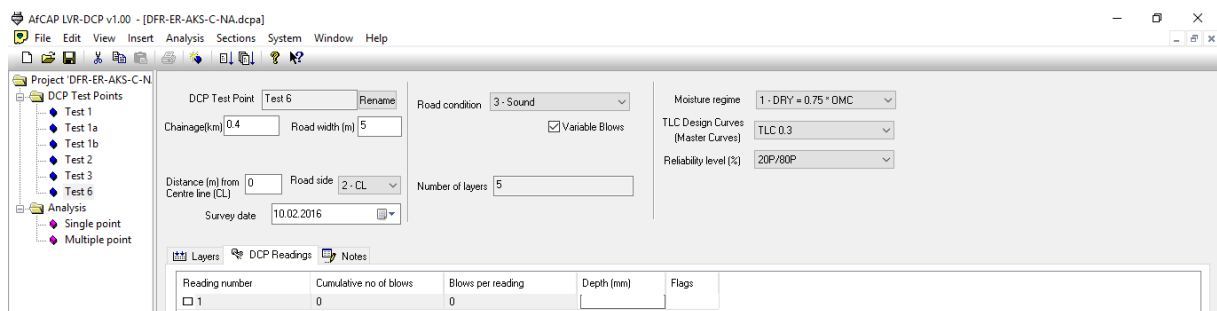 AfCAP LVR-DCP v1.00 - [DFR-ER-AKS-C-NA.dcpa]
File Edit View Insert Analysis Sections System Window Help
Project 'DFR-ER-AKS-C-N.
DCP Test Points
Test 1
Test 1a
Test 1b
Test 2
Test 3
Test 6
Analysis
Single point
Multiple point
DCP Test Point Test 6 Rename
Chainage(km) 0.4 Road width (m) 5
Distance (m) from Centre line (CL) 0 Road side 2 - CL
Survey date 10.02.2016
Road condition 3 - Sound
Variable Blows
Number of layers 5
Moisture regime 1 - DRY = 0.75 * OMC
TLC Design Curves (Master Curves) TLC 0.3
Reliability level (%) 20P/80P
Layers DCP Readings Notes
Reading number Cumulative no of blows Blows per reading Depth (mm) Flags
1 0 0